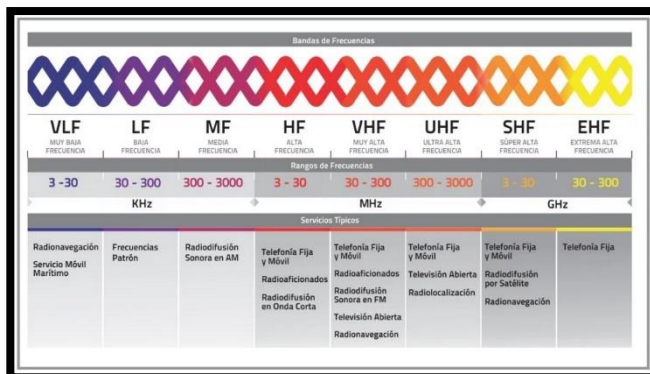 Bandas de Frecuencias
VLF LF MF HF VHF UHF SHF EHF
MUY BAJA FRECUENCIA BAJA FRECUENCIA MEDIA FRECUENCIA ALTA FRECUENCIA MUY ALTA FRECUENCIA ULTRA ALTA FRECUENCIA SÚPER ALTA FRECUENCIA EXTREMA ALTA FRECUENCIA
Rangos de Frecuencias
3 -30 30 - 300 300 - 3000 3 - 30 30 - 300 300 - 3000 3 - 30 30 - 300
KHz MHz GHz
Servicios Típicos
Radionavegación
Servicio Móvil
Marítimo
Frecuencias
Patrón
Radiodifusión
Sonora en AM
Telefonía Fija
y Móvil
Radioaficionados
Radiodifusión
en Onda Corta
Telefonía Fija
y Móvil
Radioaficionados
Radiodifusión
Sonora en FM
Televisión Abierta
Radionavegación
Telefonía Fija
y Móvil
Televisión Abierta
Radiolocalización
Telefonía Fija
y Móvil
Radiodifusión
por Satélite
Radionavegación
Telefonía Fija